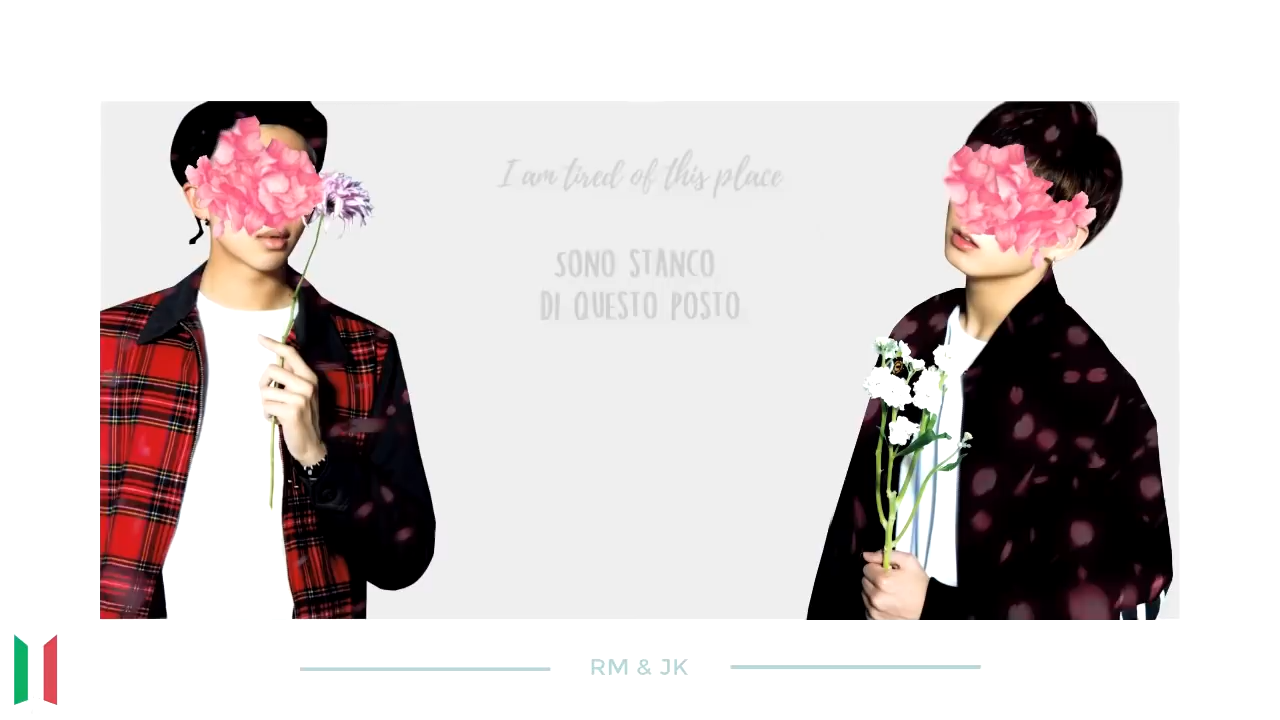 I am tired of this place
SONO STANCO
DI QUESTO POSTO
RM & JK